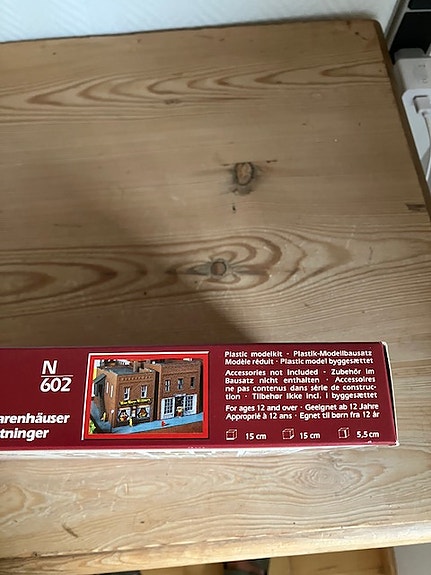 N
602
arenhäuser
tninger
Plastic modelkit · Plastik-Modellbausatz
Modèle réduit · Plastic model byggesættet
Accessories not included · Zubehör im
Bausatz nicht enthalten · Accessoires
ne pas contenus dans série de construc-
tion · Tilbehør ikke incl. i byggesættet
For ages 12 and over · Geeignet ab 12 Jahre
Approprié à 12 ans · Egnet til børn fra 12 år
15 cm 15 cm 5,5 cm